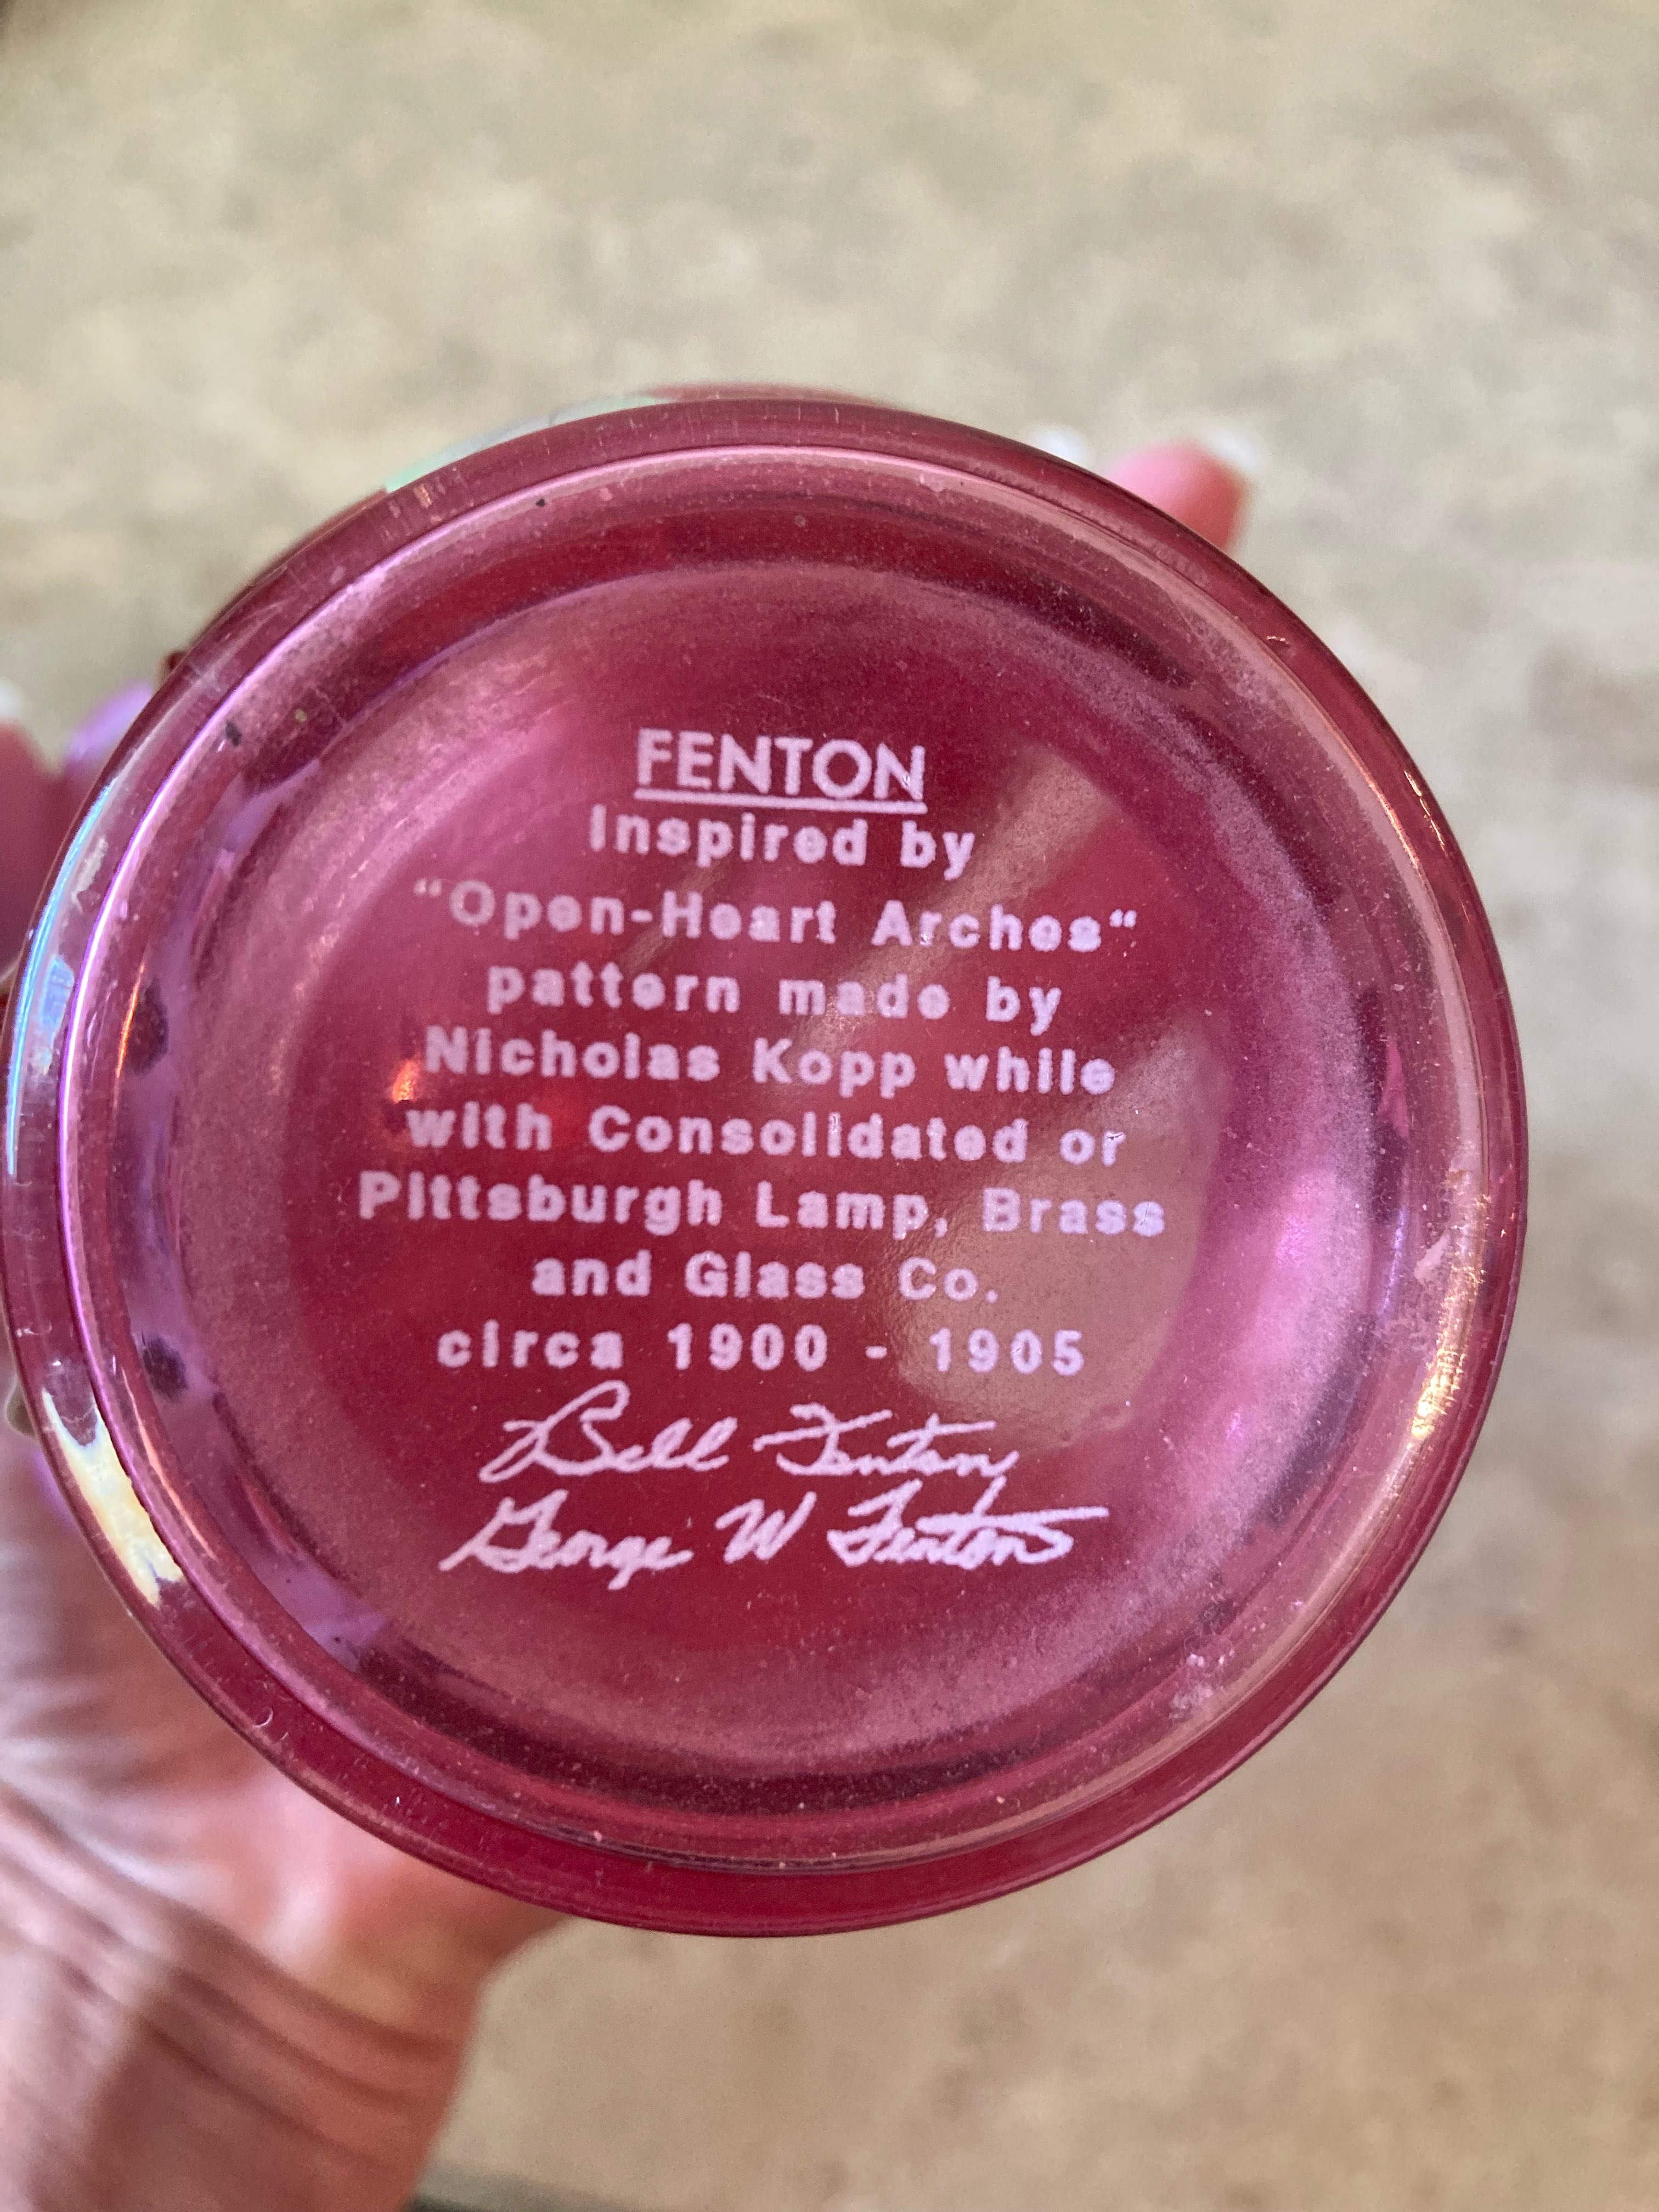 FENTON
Inspired by
“Open-Heart Arches“
pattern made by
Nicholas Kopp while
with Consolidated or
Pittsburgh Lamp, Brass
and Glass Co.
circa 1900 - 1905
Bill Fenton
George W Fenton